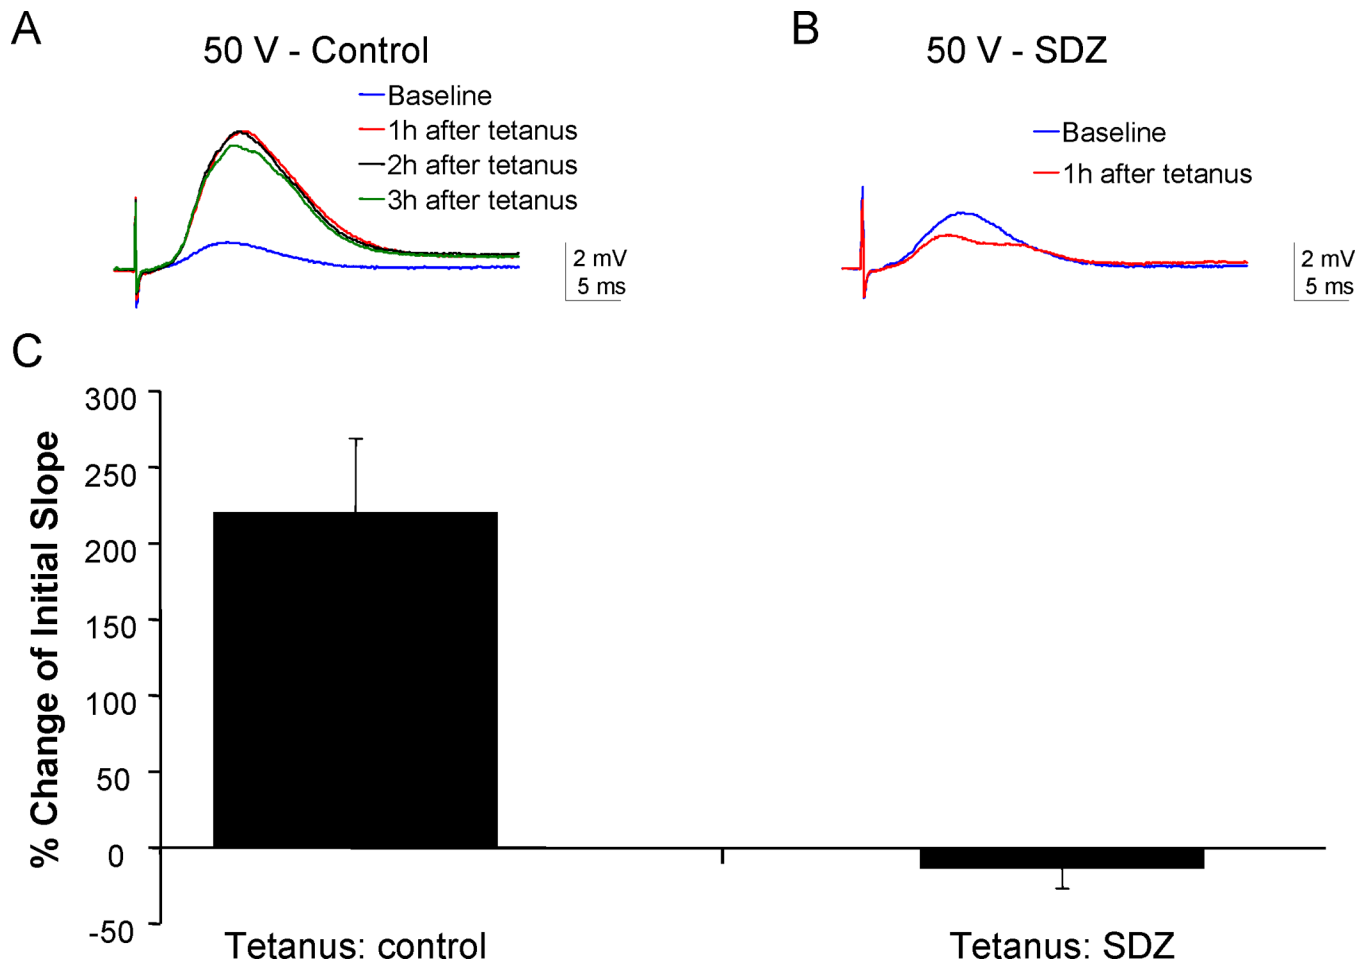 A
50 V - Control
Baseline
1h after tetanus
2h after tetanus
3h after tetanus
2 mV
5 ms
B
50 V - SDZ
Baseline
1h after tetanus
2 mV
5 ms
C
% Change of Initial Slope
300
250
200
150
100
50
0
-50
Tetanus: control
Tetanus: SDZ